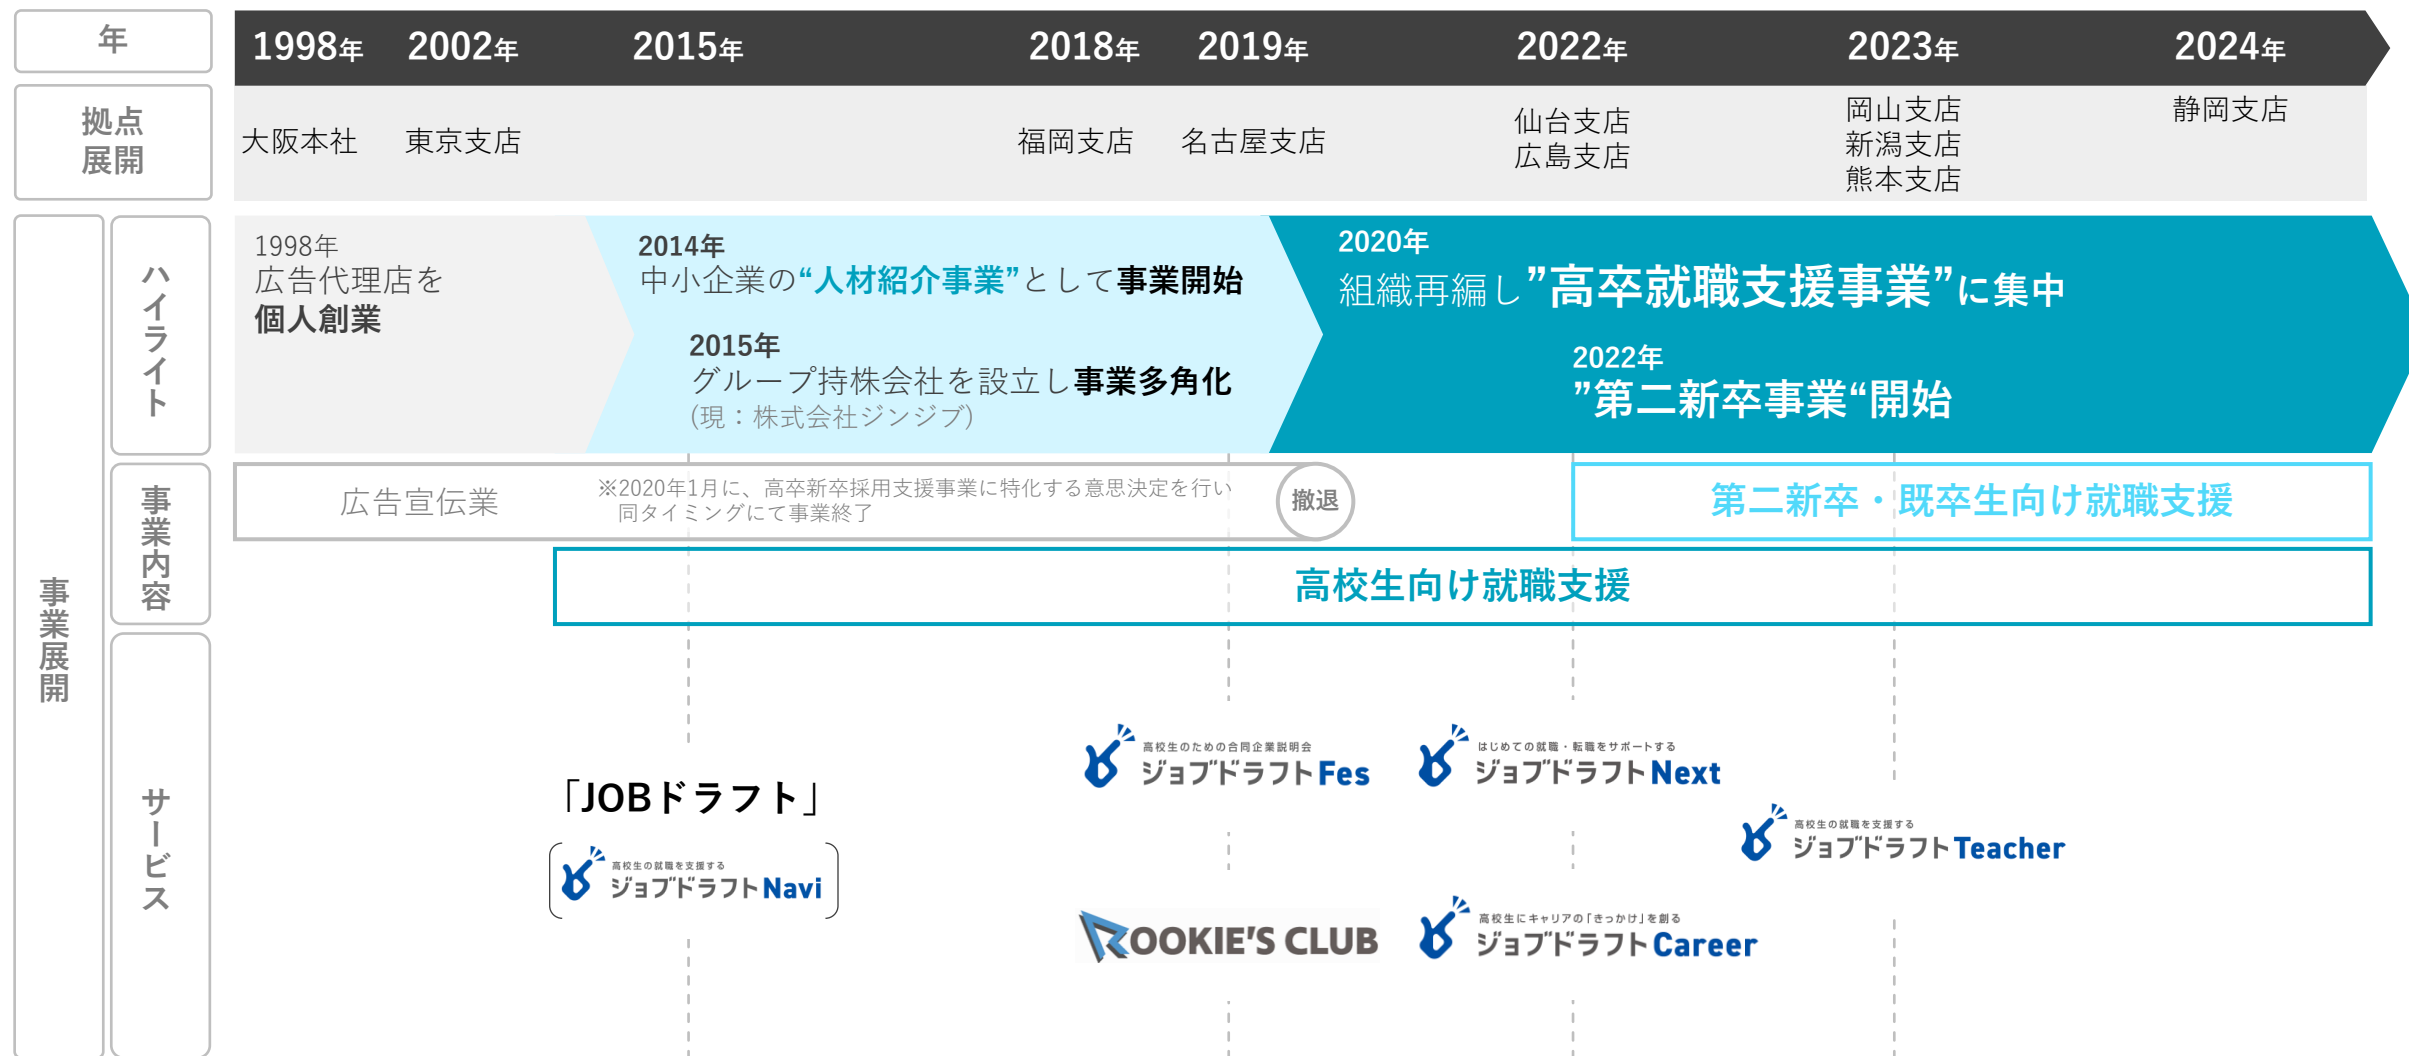 年
1998年 2002年 2015年 2018年 2019年 2022年 2023年 2024年
拠点
展開
大阪本社
東京支店
福岡支店
名古屋支店
仙台支店
広島支店
岡山支店
新潟支店
熊本支店
静岡支店
事業展開
ハイライト
1998年
広告代理店を
個人創業
2014年
中小企業の“人材紹介事業”として事業開始
2015年
グループ持株会社を設立し事業多角化
(現：株式会社ジンジブ)
2020年
組織再編し”高卒就職支援事業”に集中
2022年
”第二新卒事業“開始
事業内容
広告宣伝業
※2020年1月に、高卒新卒採用支援事業に特化する意思決定を行い
同タイミングにて事業終了
撤退
第二新卒・既卒生向け就職支援
高校生向け就職支援
サービス
「JOBドラフト」
高校生の就職を支援する
ジョブドラフトNavi
高校生のための合同企業説明会
ジョブドラフトFes
ROOKIE'S CLUB
はじめての就職・転職をサポートする
ジョブドラフトNext
高校生にキャリアの「きっかけ」を創る
ジョブドラフトCareer
高校生の就職を支援する
ジョブドラフトTeacher